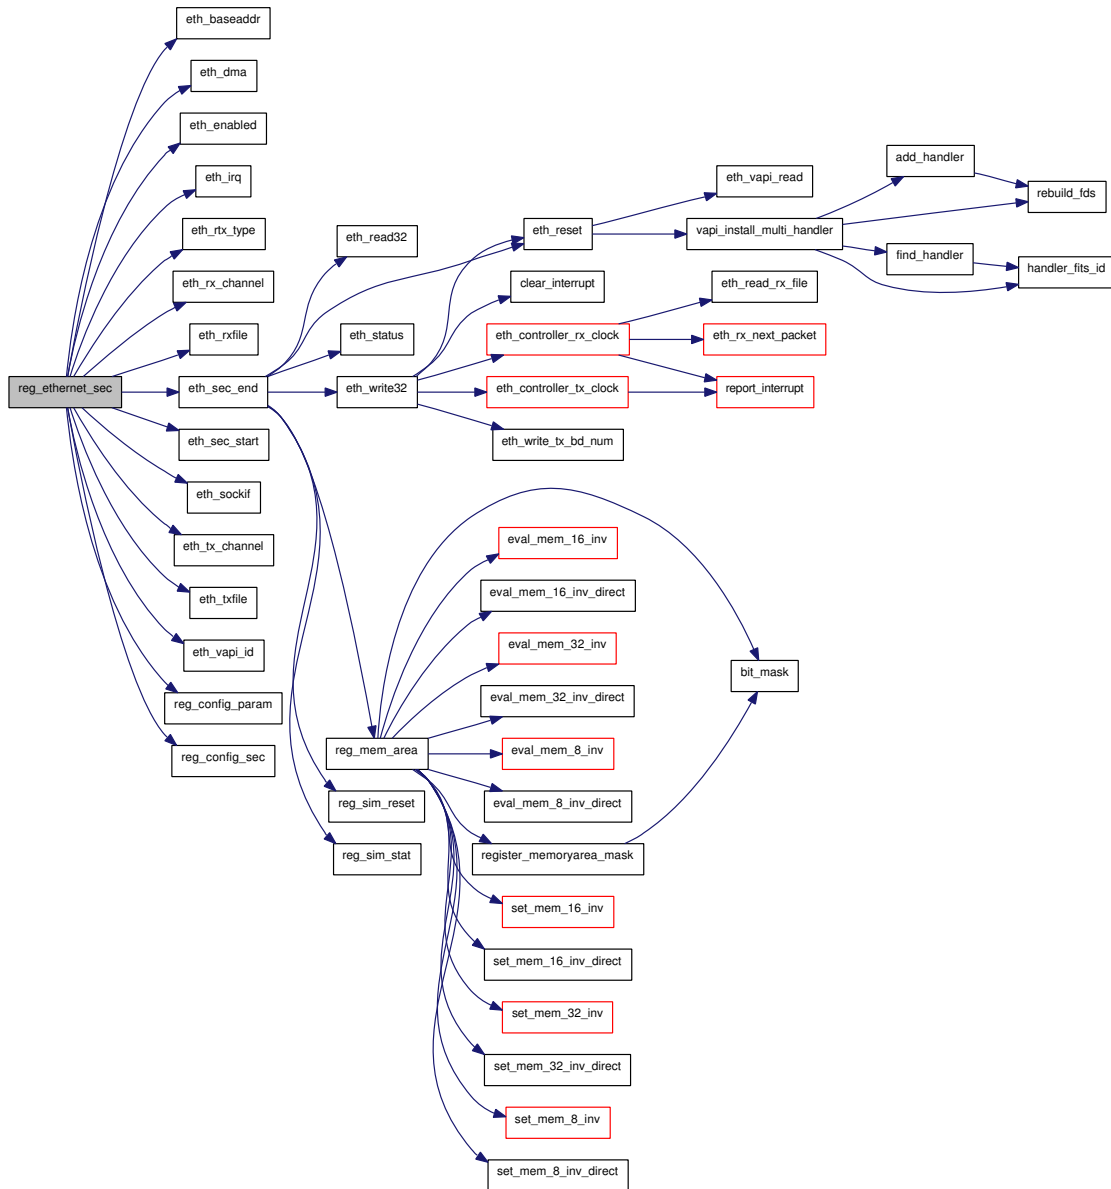 reg_ethernet_sec
eth_baseaddr
eth_dma
eth_enabled
eth_irq
eth_rtx_type
eth_rx_channel
eth_rxfile
eth_sec_end
eth_sec_start
eth_sockif
eth_tx_channel
eth_txfile
eth_vapi_id
reg_config_param
reg_config_sec
eth_read32
eth_status
eth_write32
reg_mem_area
reg_sim_reset
reg_sim_stat
eth_reset
clear_interrupt
eth_controller_rx_clock
eth_controller_tx_clock
eth_write_tx_bd_num
eval_mem_16_inv
eval_mem_16_inv_direct
eval_mem_32_inv
eval_mem_32_inv_direct
eval_mem_8_inv
eval_mem_8_inv_direct
register_memoryarea_mask
set_mem_16_inv
set_mem_16_inv_direct
set_mem_32_inv
set_mem_32_inv_direct
set_mem_8_inv
set_mem_8_inv_direct
eth_vapi_read
vapi_install_multi_handler
eth_read_rx_file
eth_rx_next_packet
report_interrupt
bit_mask
add_handler
find_handler
rebuild_fds
handler_fits_id